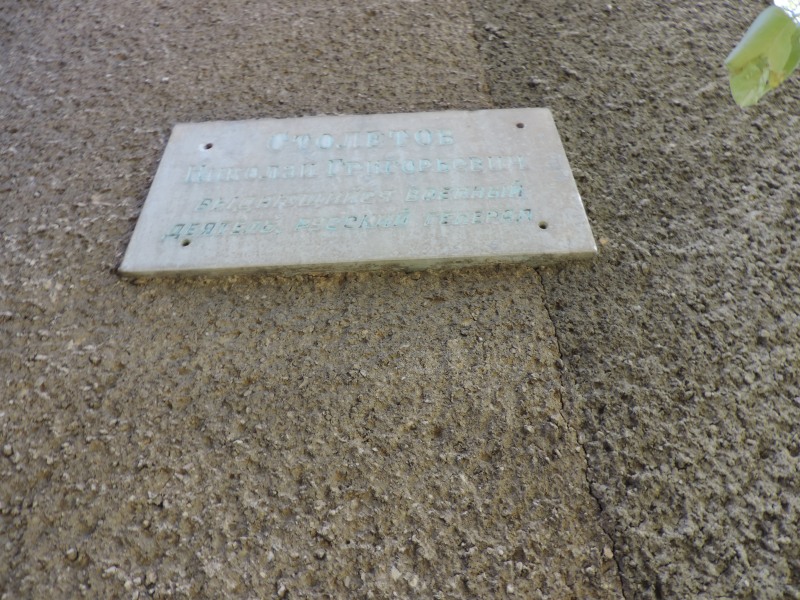 Столетов
Николай Григорьевич
выдающийся военный
деятель, русский генерал